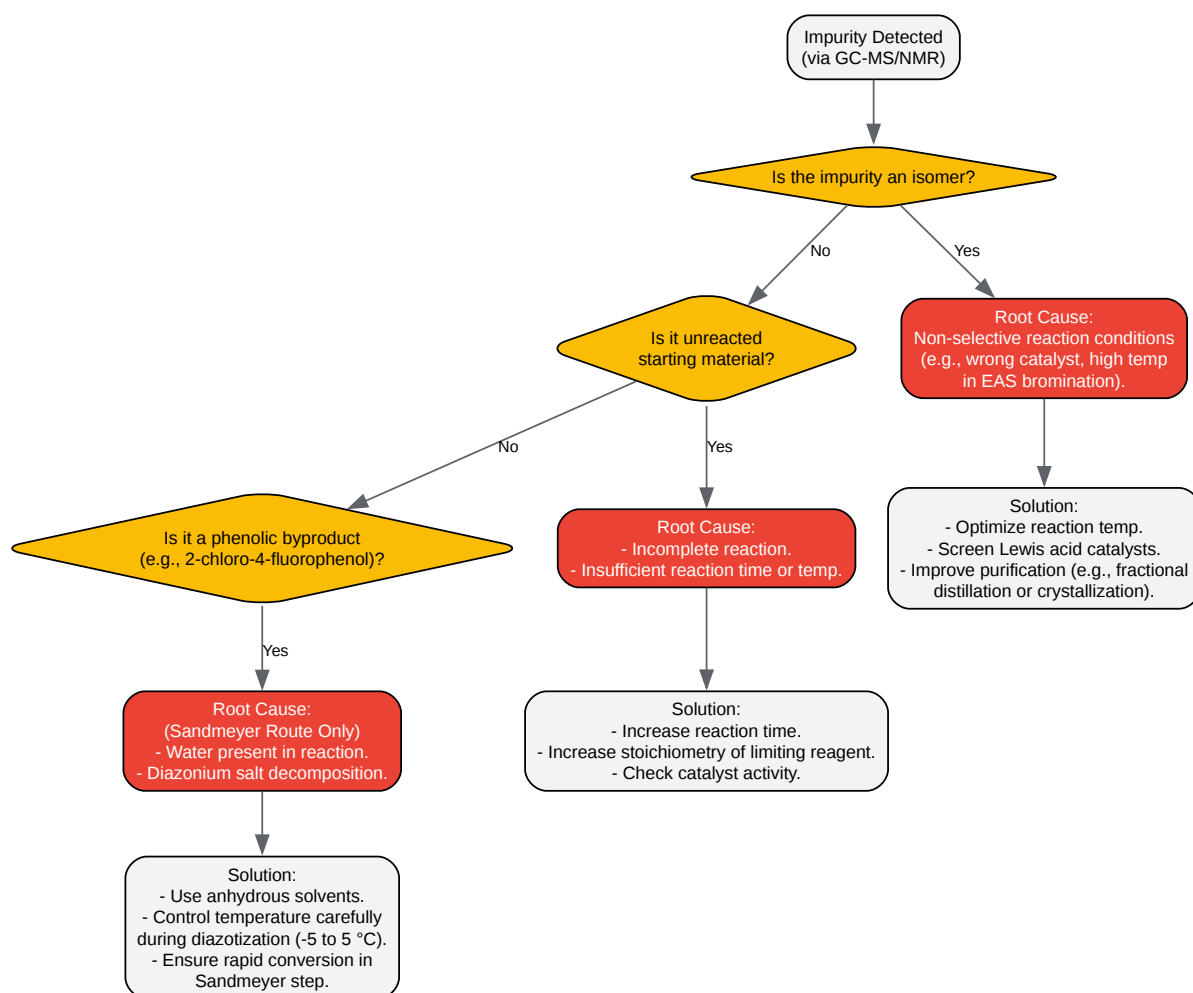 Impurity Detected
(via GC-MS/NMR)
Is the impurity an isomer?
No
Yes
Is it unreacted
starting material?
Root Cause:
Non-selective reaction conditions
(e.g., wrong catalyst, high temp
in EAS bromination).
No
Yes
Is it a phenolic byproduct
(e.g., 2-chloro-4-fluorophenol)?
Root Cause:
- Incomplete reaction.
- Insufficient reaction time or temp.
Solution:
- Optimize reaction temp.
- Screen Lewis acid catalysts.
- Improve purification (e.g., fractional
distillation or crystallization).
Yes
Root Cause:
(Sandmeyer Route Only)
- Water present in reaction.
- Diazonium salt decomposition.
Solution:
- Increase reaction time.
- Increase stoichiometry of limiting reagent.
- Check catalyst activity.
Solution:
- Use anhydrous solvents.
- Control temperature carefully
during diazotization (-5 to 5 °C).
- Ensure rapid conversion in
Sandmeyer step.